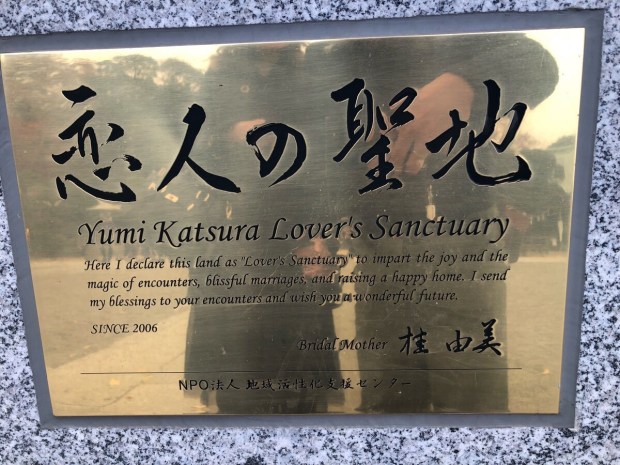 恋人の聖地
Yumi Katsura Lover's Sanctuary
Here I declare this land as "Lover's Sanctuary" to impart the joy and the
magic of encounters, blissful marriages, and raising a happy home. I send
my blessings to your encounters and wish you a wonderful future.
SINCE 2006
Bridal Mother 桂 由美
NPO法人 地域活性化支援センター